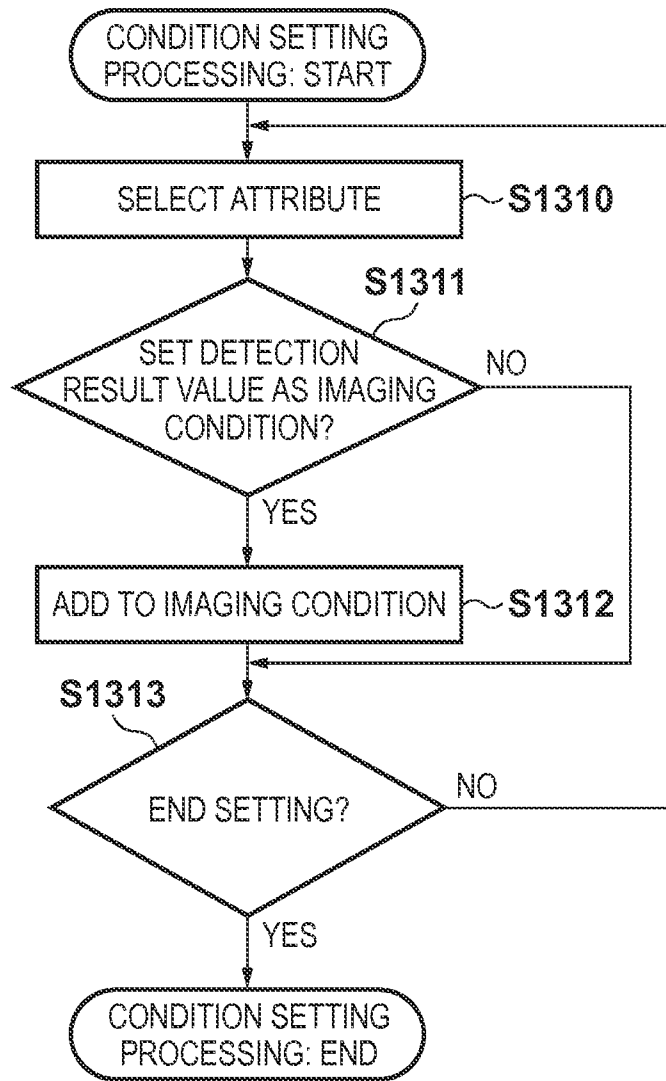 CONDITION SETTING
PROCESSING: START
SELECT ATTRIBUTE
S1310
S1311
SET DETECTION
RESULT VALUE AS IMAGING
CONDITION?
NO
YES
ADD TO IMAGING CONDITION
S1312
S1313
END SETTING?
NO
YES
CONDITION SETTING
PROCESSING: END